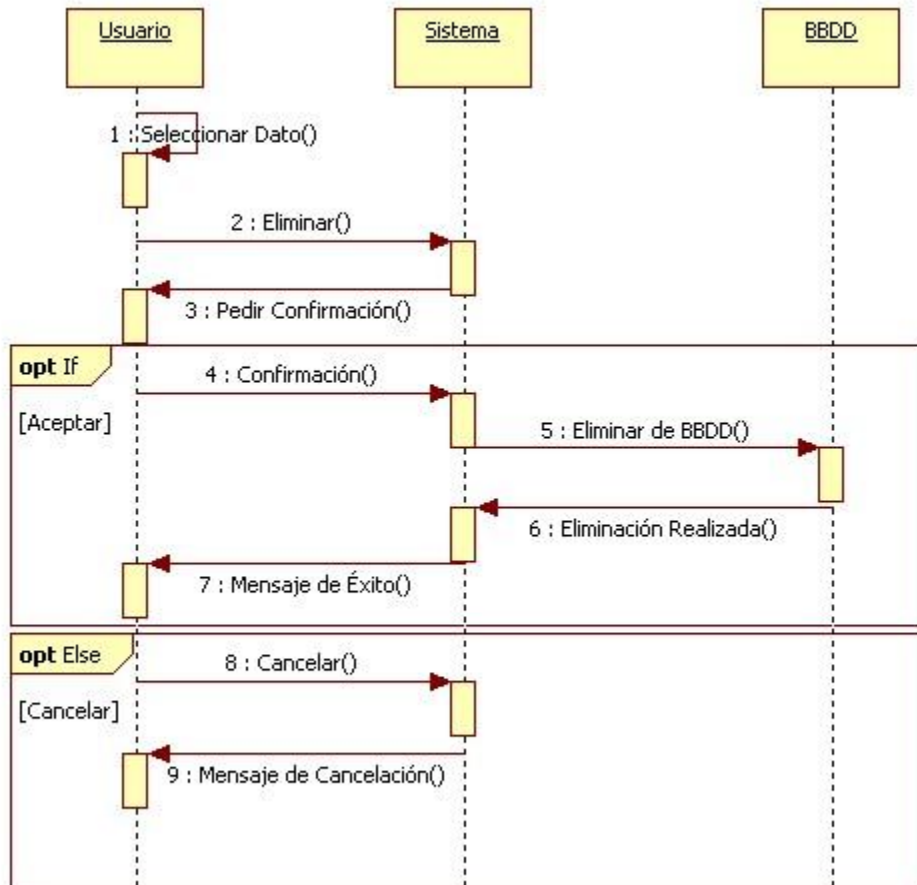 Usuario
Sistema
BBDD
1 : Seleccionar Dato()
2 : Eliminar()
3 : Pedir Confirmación()
opt If
[Aceptar]
4 : Confirmación()
5 : Eliminar de BBDD()
6 : Eliminación Realizada()
7 : Mensaje de Éxito()
opt Else
[Cancelar]
8 : Cancelar()
9 : Mensaje de Cancelación()